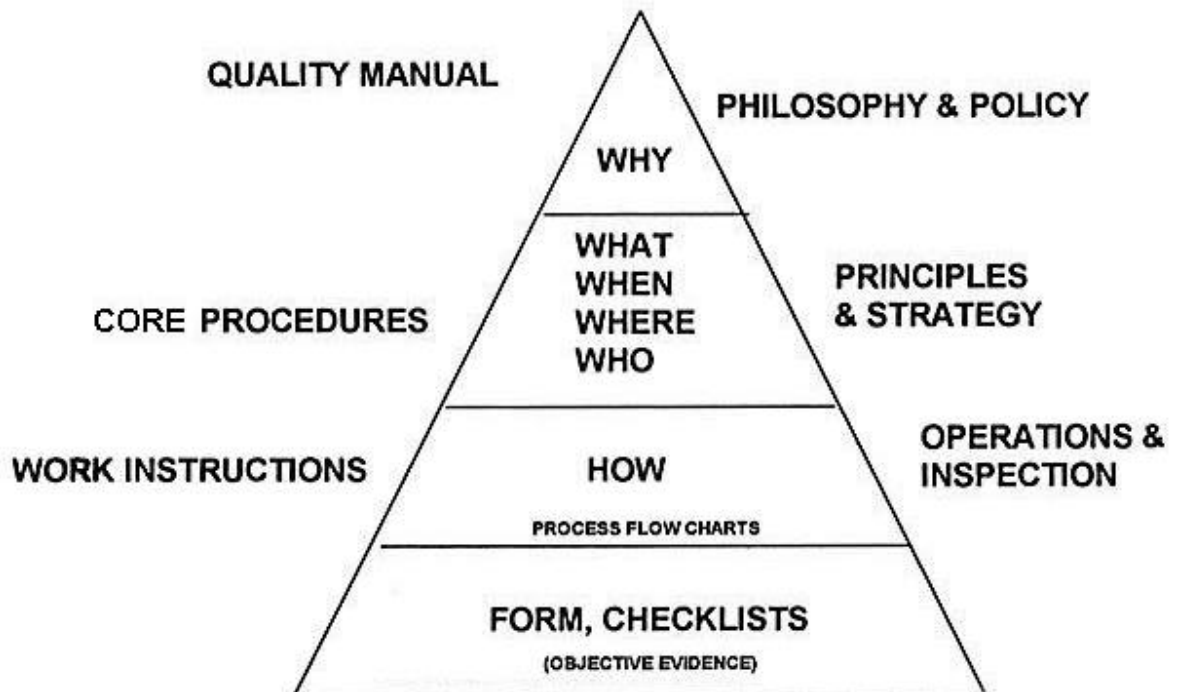 QUALITY MANUAL
PHILOSOPHY & POLICY
WHY
WHAT
WHEN
WHERE
WHO
CORE PROCEDURES
PRINCIPLES
& STRATEGY
WORK INSTRUCTIONS
HOW
OPERATIONS &
INSPECTION
PROCESS FLOW CHARTS
FORM, CHECKLISTS
(OBJECTIVE EVIDENCE)